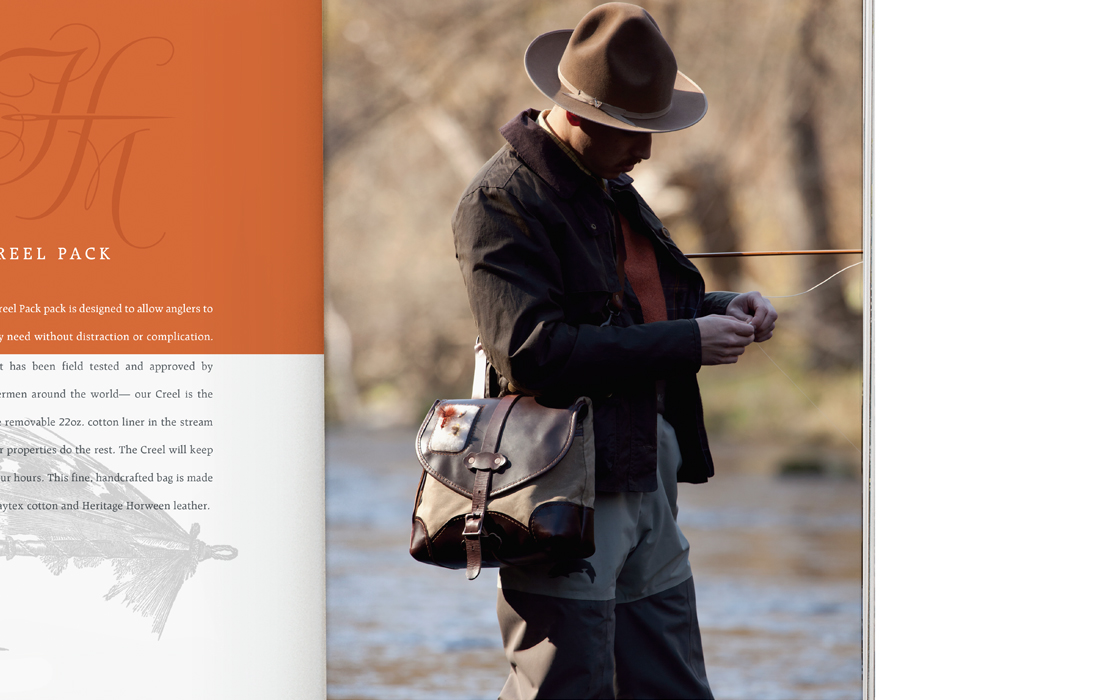 HM
REEL PACK
reel Pack pack is designed to allow anglers to
y need without distraction or complication.
t has been field tested and approved by
ermen around the world— our Creel is the
e removable 22oz. cotton liner in the stream
r properties do the rest. The Creel will keep
ur hours. This fine, handcrafted bag is made
aytex cotton and Heritage Horween leather.